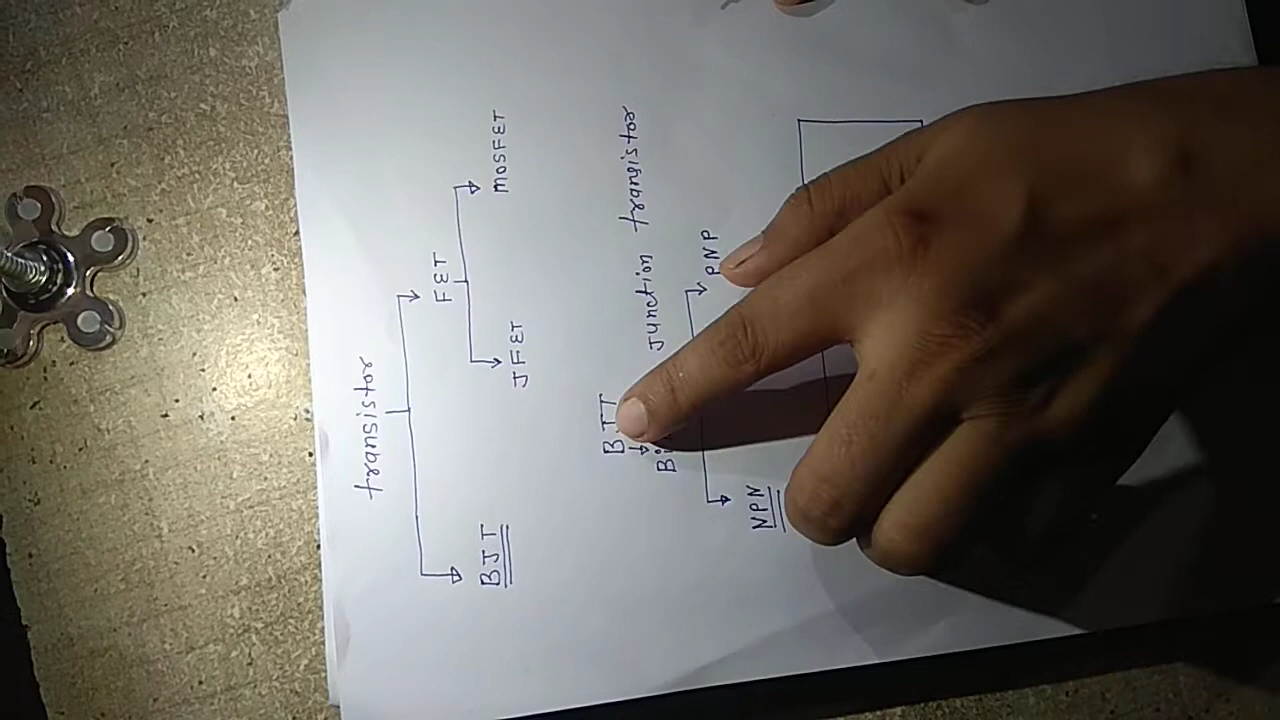 transistor
BJT FET
JFET MOSFET
BJT
junction transistor
NPN PNP